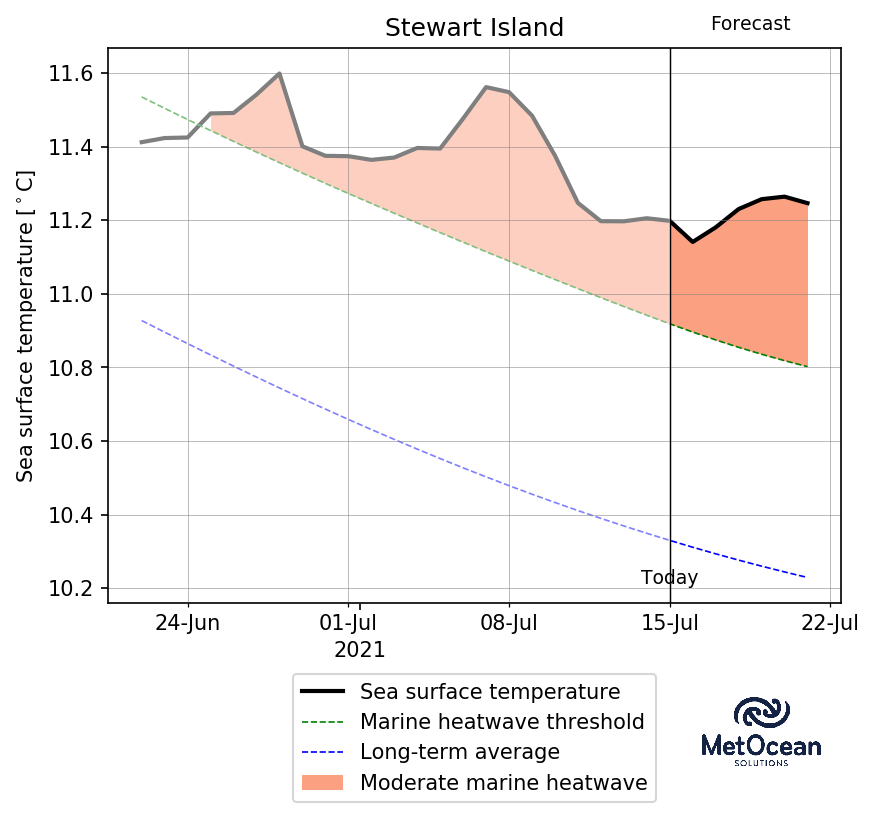 Stewart Island
Forecast
Sea surface temperature [°C]
11.6
11.4
11.2
11.0
10.8
10.6
10.4
10.2
Today
24-Jun
01-Jul
08-Jul
15-Jul
22-Jul
2021
Sea surface temperature
Marine heatwave threshold
Long-term average
Moderate marine heatwave
MetOcean
SOLUTIONS